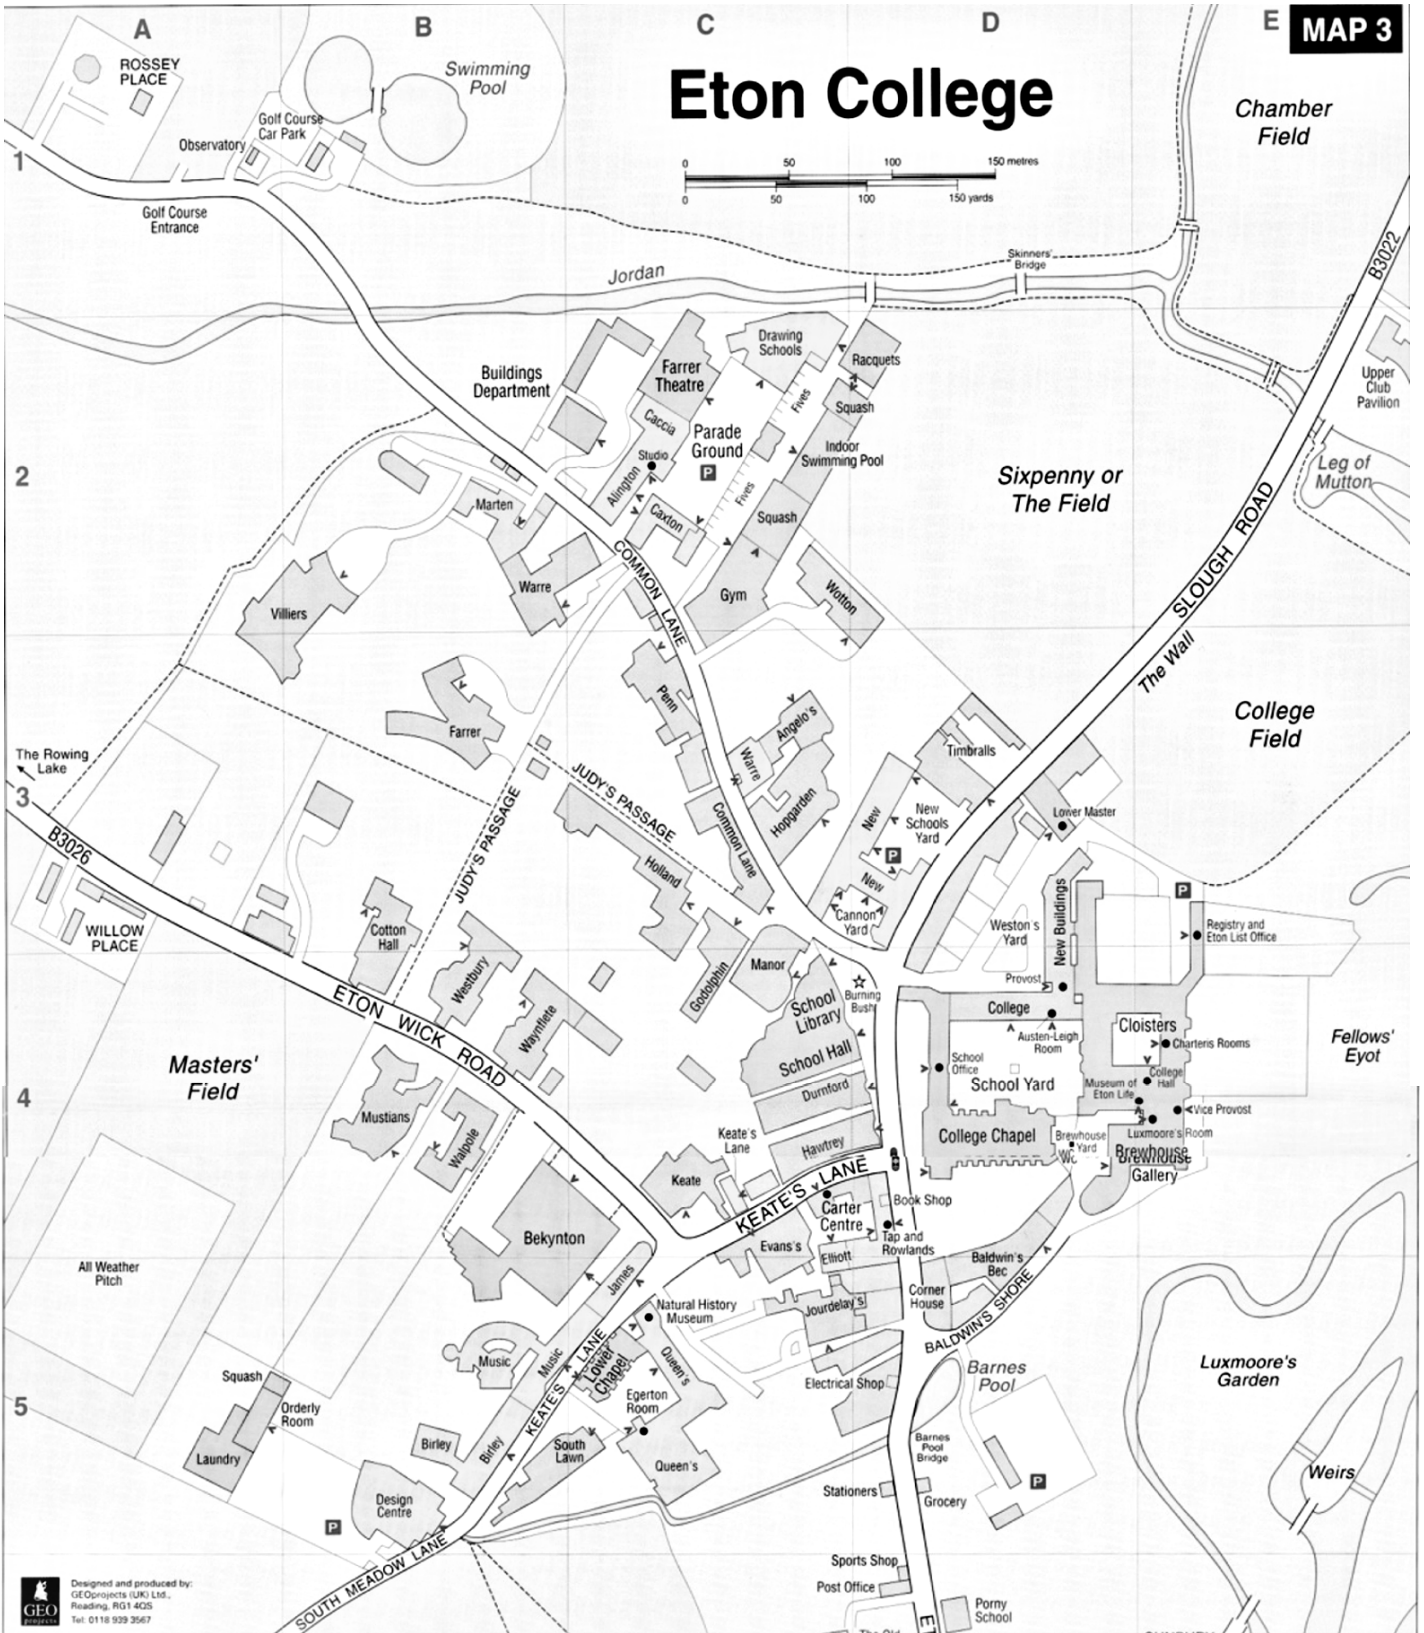 A
B
C
D
E
MAP 3
ROSSEY
PLACE
Swimming
Pool
Eton College
Chamber
Field
Golf Course
Car Park
Observatory
1
0
50
100
150 metres
0
50
100
150 yards
Golf Course
Entrance
Skinners'
Bridge
B3022
Jordan
Drawing
Schools
Racquets
Buildings
Department
Farrer
Theatre
Upper
Club
Pavilion
Fives
Squash
Caccia
Parade
Ground
P
Studio
Indoor
Swimming Pool
2
Sixpenny or
The Field
Leg of
Mutton
Alington
Marten
Caxton
Fives
Squash
SLOUGH ROAD
COMMON LANE
Warre
Gym
Wotton
Villiers
The Wall
Penn
College
Field
Farrer
Angelo's
Timbralls
The Rowing
Lake
Warre
3
JUDY'S PASSAGE
JUDY'S PASSAGE
Hopgarden
New
New
Schools
Yard
Lower Master
B3026
Common Lane
P
Holland
New
New Buildings
P
WILLOW
PLACE
Cotton
Hall
Cannon
Yard
Weston's
Yard
Registry and
Eton List Office
Westbury
Godolphin
Manor
Provost
ETON WICK ROAD
School
Library
Burning
Bush
College
Waynflete
Austen-Leigh
Room
Cloisters
Charteris Rooms
Fellows'
Eyot
Masters'
Field
School Hall
School
Office
School Yard
College
Hall
4
Durnford
Museum of
Eton Life
Vice Provost
Mustians
Walpole
Keate's
Lane
Hawtrey
College Chapel
Brewhouse
Yard
Luxmoore's Room
Brewhouse
Gallery
Keate
KEATE'S LANE
Book Shop
Carter
Centre
Bekynton
Evans's
Elliott
Tap and
Rowlands
Baldwin's
Bec
All Weather
Pitch
James
Natural History
Museum
Jourdelay's
Corner
House
BALDWIN'S SHORE
Music
Music
KEATE'S LANE
Lower
Chapel
Queen's
Barnes
Pool
Luxmoore's
Garden
Squash
Electrical Shop
5
Orderly
Room
Egerton
Room
Laundry
Birley
Birley
South
Lawn
Queen's
Barnes
Pool
Bridge
Weirs
Stationers
Grocery
P
Design
Centre
P
SOUTH MEADOW LANE
Sports Shop
Post Office
Porny
School
GEO
projects
Designed and produced by:
GEOprojects (UK) Ltd.,
Reading, RG1 4QS
Tel: 0118 939 3567